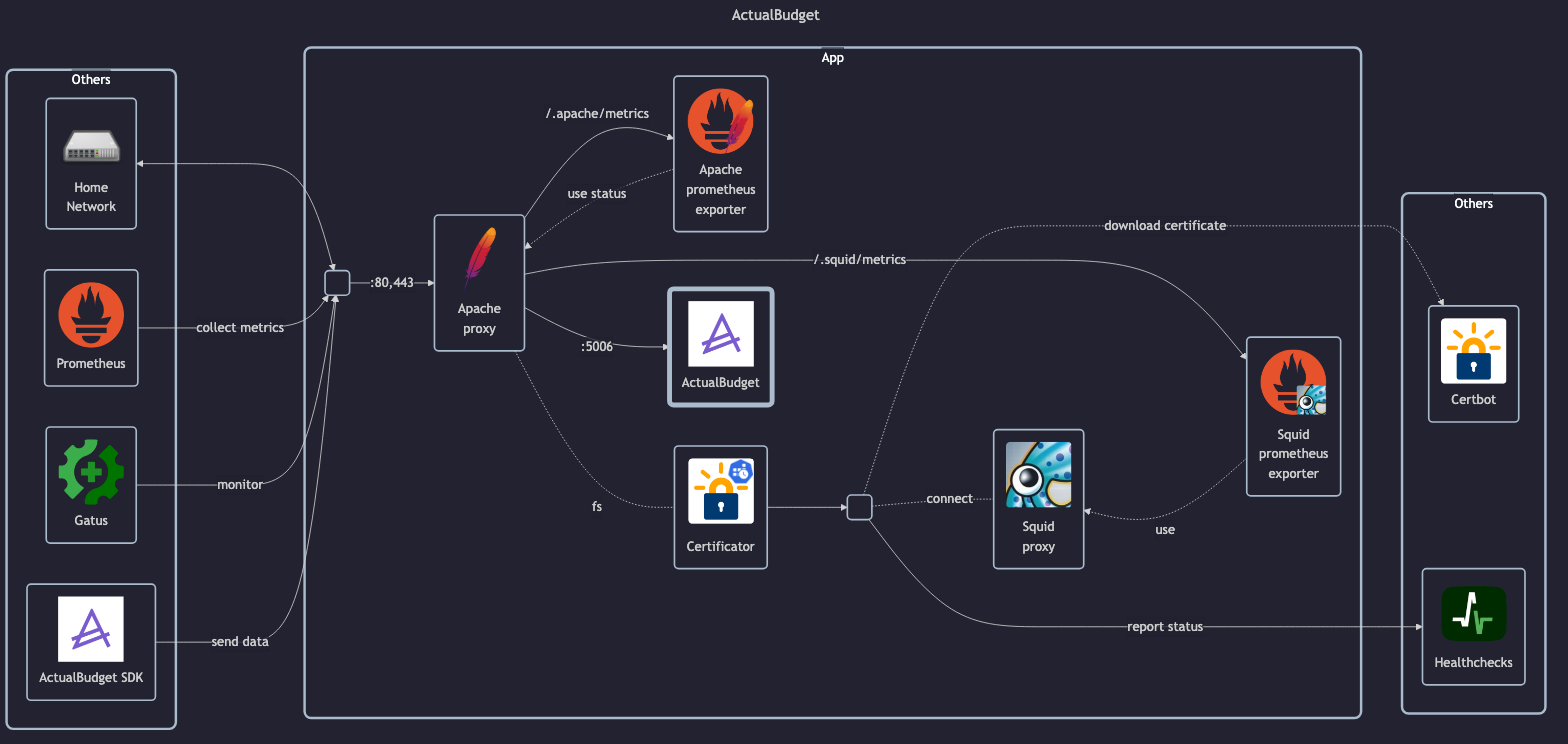 ActualBudget
Others
Home
Network
Prometheus
Gatus
ActualBudget SDK
collect metrics
monitor
send data
App
:80,443
Apache
proxy
/.apache/metrics
use status
Apache
prometheus
exporter
/.squid/metrics
:5006
ActualBudget
fs
Certificator
download certificate
connect
Squid
proxy
use
Squid
prometheus
exporter
report status
Others
Certbot
Healthchecks